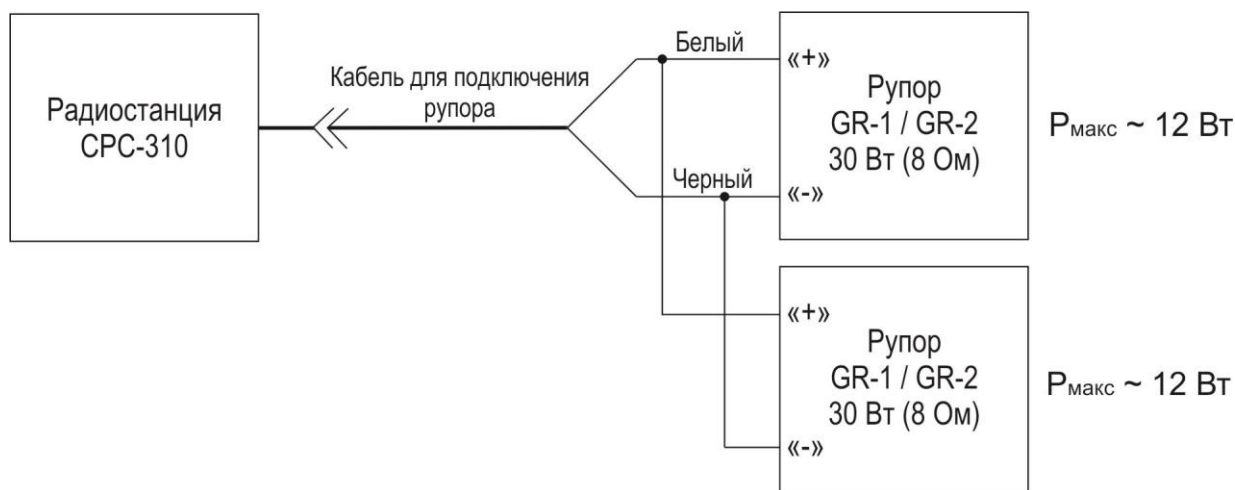 Радиостанция
СРС-310
Кабель для подключения
рупора
Белый
Черный
«+»
Рупор
GR-1 / GR-2
30 Вт (8 Ом)
«-»
Pмакс ~ 12 Вт
«+»
Рупор
GR-1 / GR-2
30 Вт (8 Ом)
«-»
Pмакс ~ 12 Вт